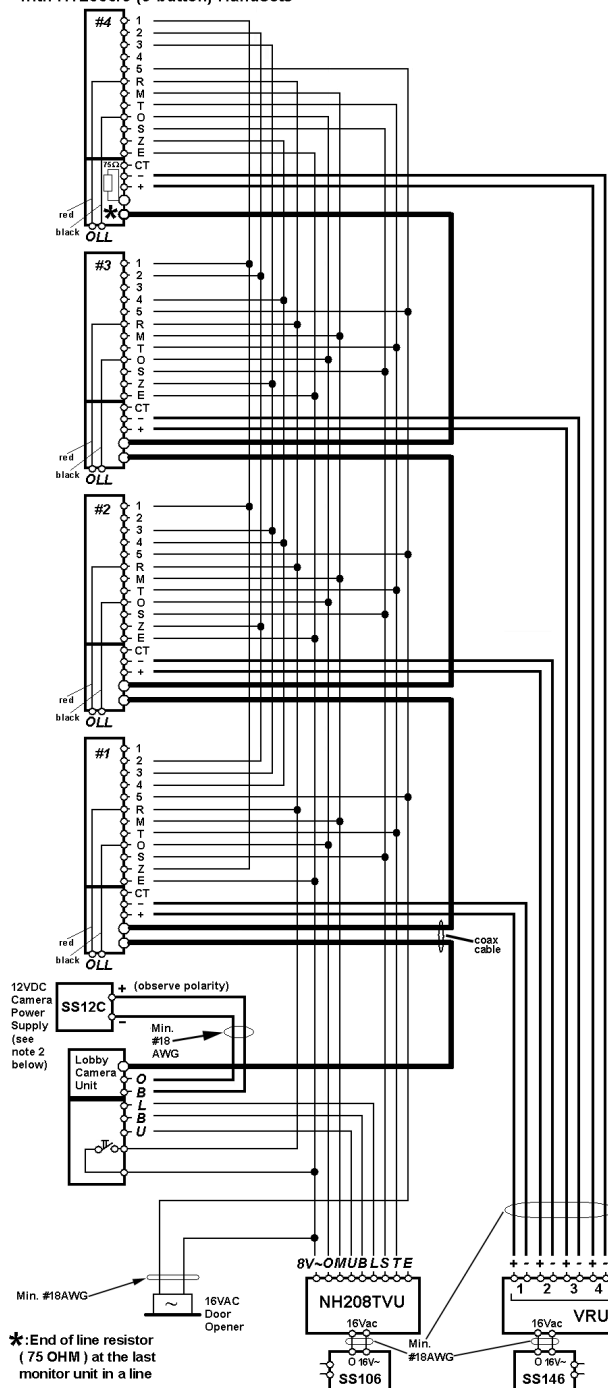 Handsets
#4
1
2
3
4
5
R
M
T
O
S
Z
E
CT
75Ω
−
+
*
red
black
OLL
#3
1
2
3
4
5
R
M
T
O
S
Z
E
CT
−
+
red
black
OLL
#2
1
2
3
4
5
R
M
T
O
S
Z
E
CT
−
+
red
black
OLL
#1
1
2
3
4
5
R
M
T
O
S
Z
E
CT
−
+
red
black
OLL
coax
cable
12VDC
Camera
Power
Supply
(see
note 2
below)
SS12C
+ (observe polarity)
−
Min.
#18
AWG
Lobby
Camera
Unit
O
B
L
B
U
8V~OMUBLSTE
NH208TVU
16Vac
O 16V~
SS106
+ - + - + - + -
1 2 3 4
VRU
16Vac
O 16V~
SS146
Min.
#18AWG
Min. #18AWG
~
16VAC
Door
Opener
*:End of line resistor
( 75 OHM ) at the last
monitor unit in a line